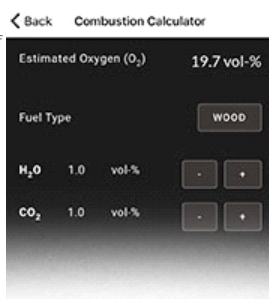 Back Combustion Calculator
Estimated Oxygen (O₂) 19.7 vol-%
Fuel Type WOOD
H₂O 1.0 vol-% - +
CO₂ 1.0 vol-% - +